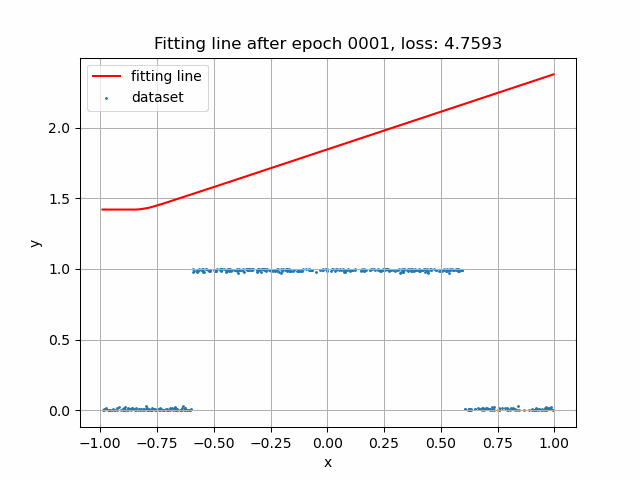 Fitting line after epoch 0001, loss: 4.7593
fitting line
dataset
y
2.0
1.5
1.0
0.5
0.0
−1.00 −0.75 −0.50 −0.25 0.00 0.25 0.50 0.75 1.00
x